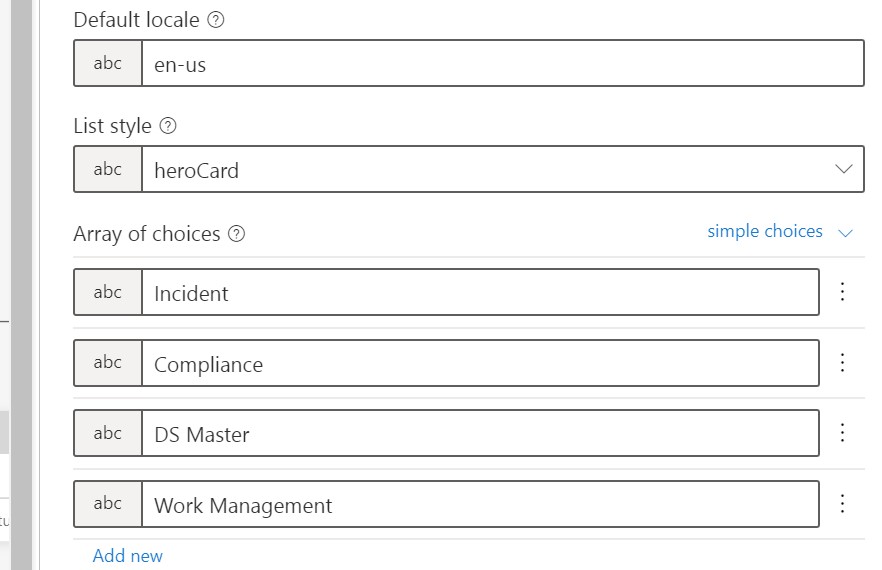 Default locale
abc en-us
List style
abc heroCard
Array of choices simple choices
abc Incident
abc Compliance
abc DS Master
abc Work Management
Add new